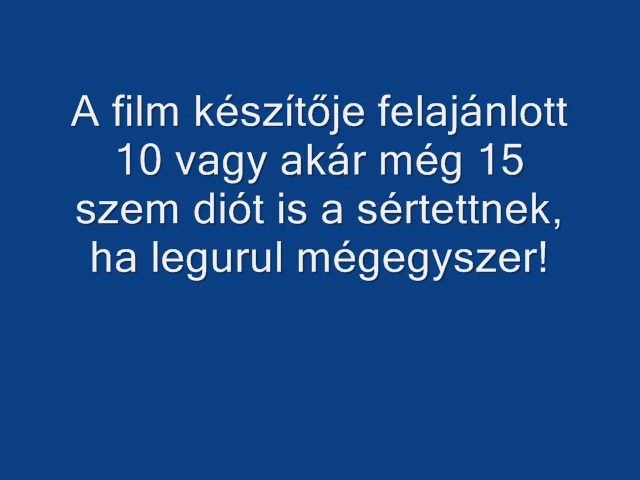 A film készítője felajánlott
10 vagy akár még 15
szem diót is a sértettnek,
ha legurul mégegyszer!